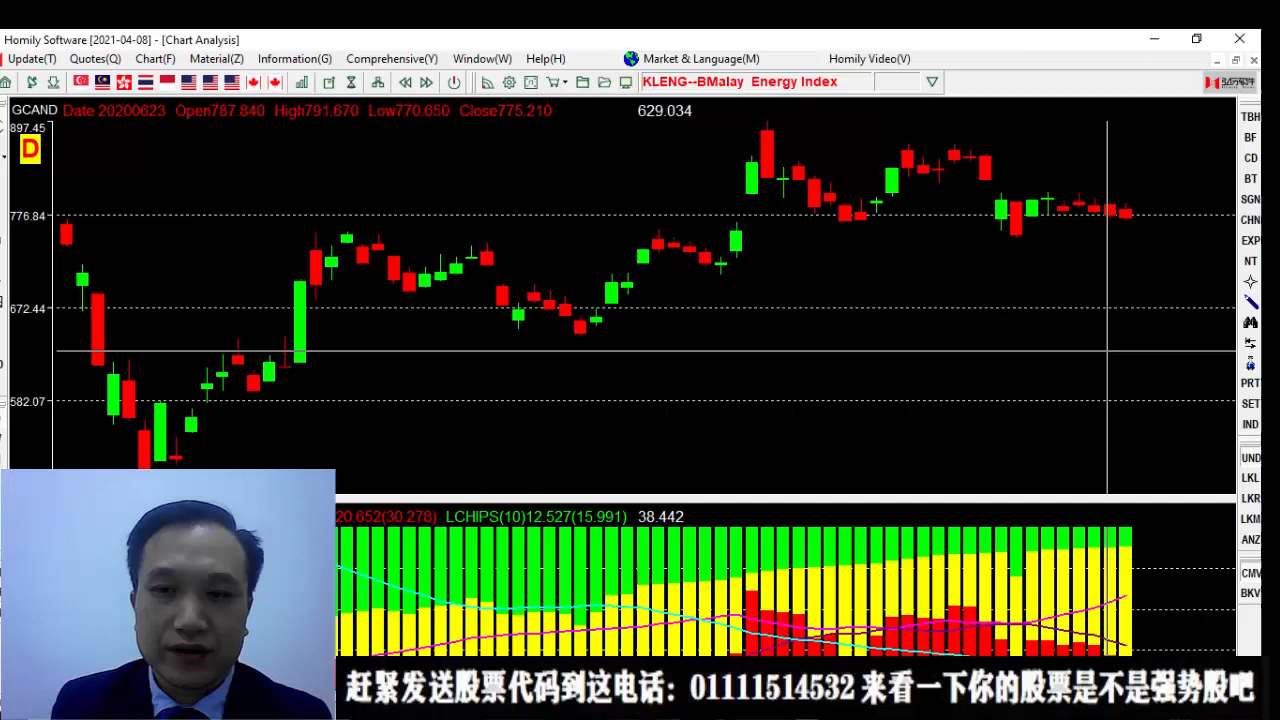 Homily Software [2021-04-08] - [Chart Analysis]
Update(T) Quotes(Q) Chart(F) Material(Z) Information(G) Comprehensive(Y) Window(W) Help(H) Market & Language(M) Homily Video(V)
KLENG--BMalay Energy Index
GCAND Date 20200623 Open787.840 High791.670 Low770.650 Close775.210 629.034
897.45
D
776.84
672.44
582.07
TBH
BF
CD
BT
SGN
CHN
EXP
NT
PRT
SET
IND
UND
LKL
LKR
LKM
ANZ
CMV
BKV
20.652(30.278) LCHIPS(10)12.527(15.991) 38.442
赶紧发送股票代码到这电话：01111514532 来看一下你的股票是不是强势股吧